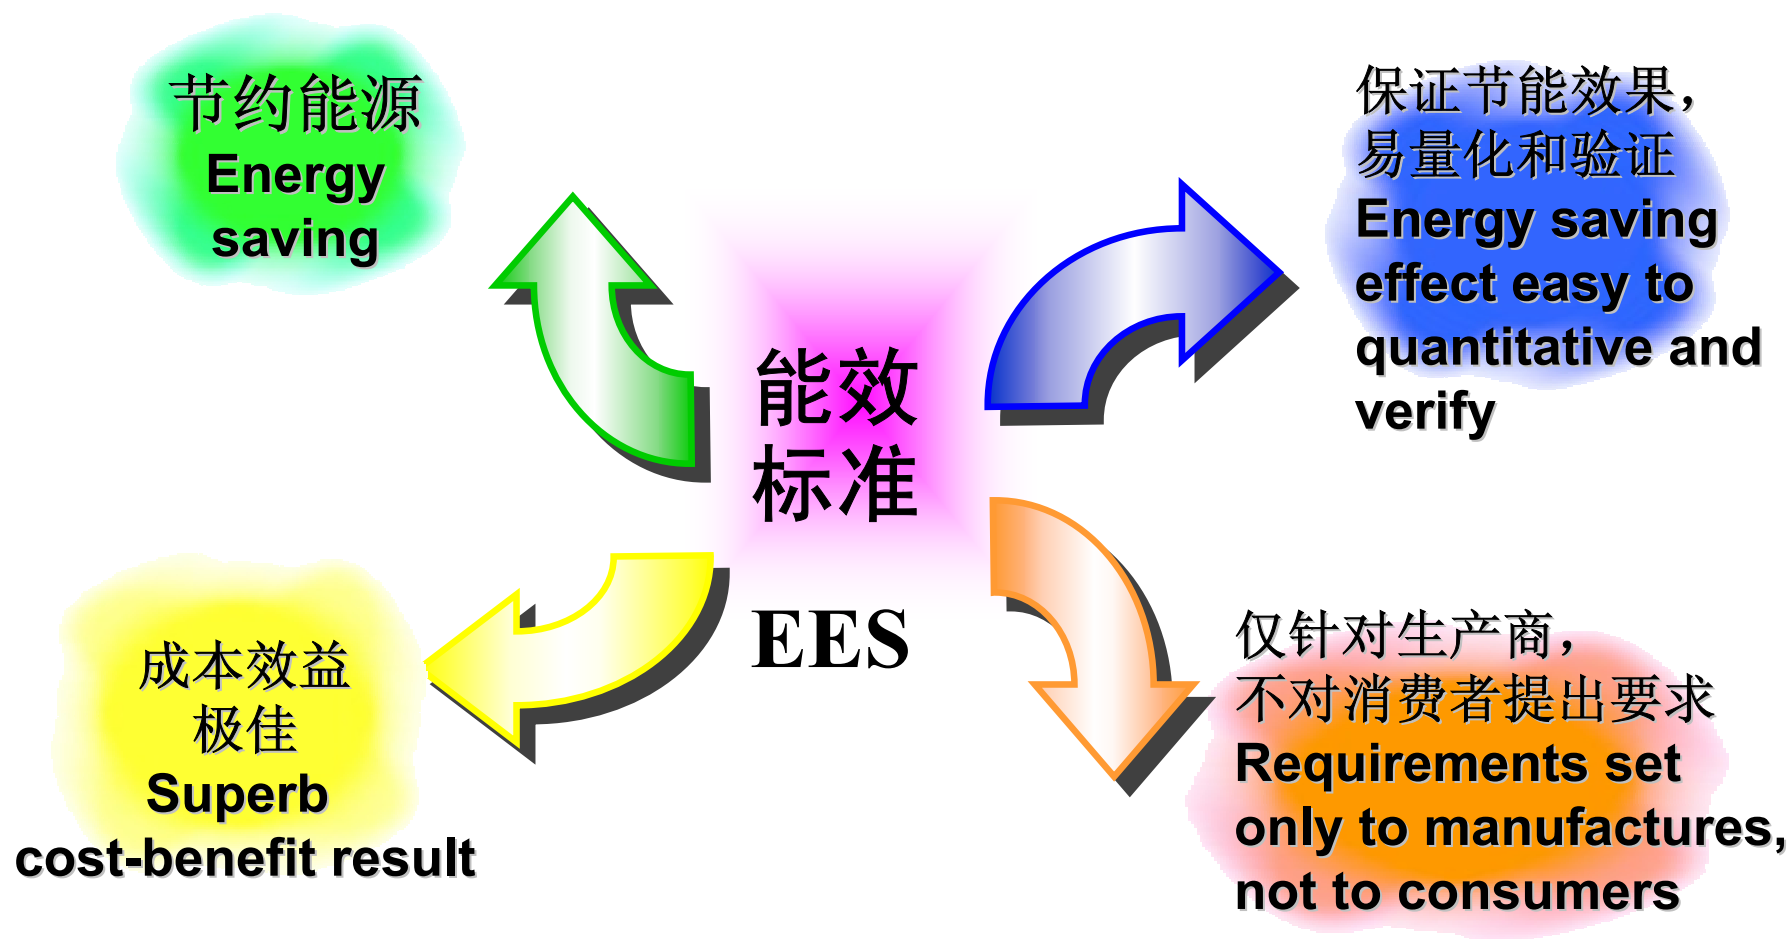 节约能源
Energy
saving
保证节能效果，
易量化和验证
Energy saving
effect easy to
quantitative and
verify
能效
标准
EES
成本效益
极佳
Superb
cost-benefit result
仅针对生产商，
不对消费者提出要求
Requirements set
only to manufactures,
not to consumers